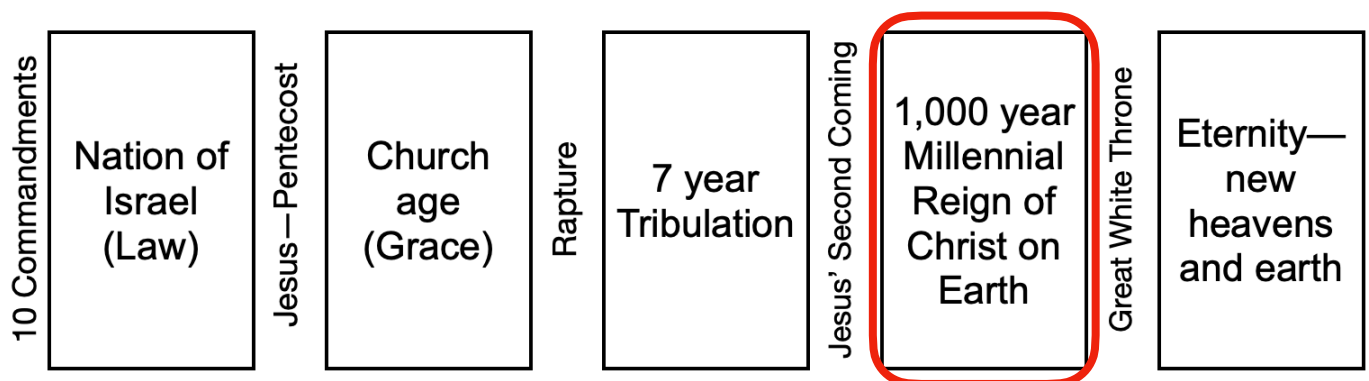 10 Commandments
Nation of
Israel
(Law)
Jesus—Pentecost
Church
age
(Grace)
Rapture
7 year
Tribulation
Jesus’ Second Coming
1,000 year
Millennial
Reign of
Christ on
Earth
Great White Throne
Eternity—
new
heavens
and earth